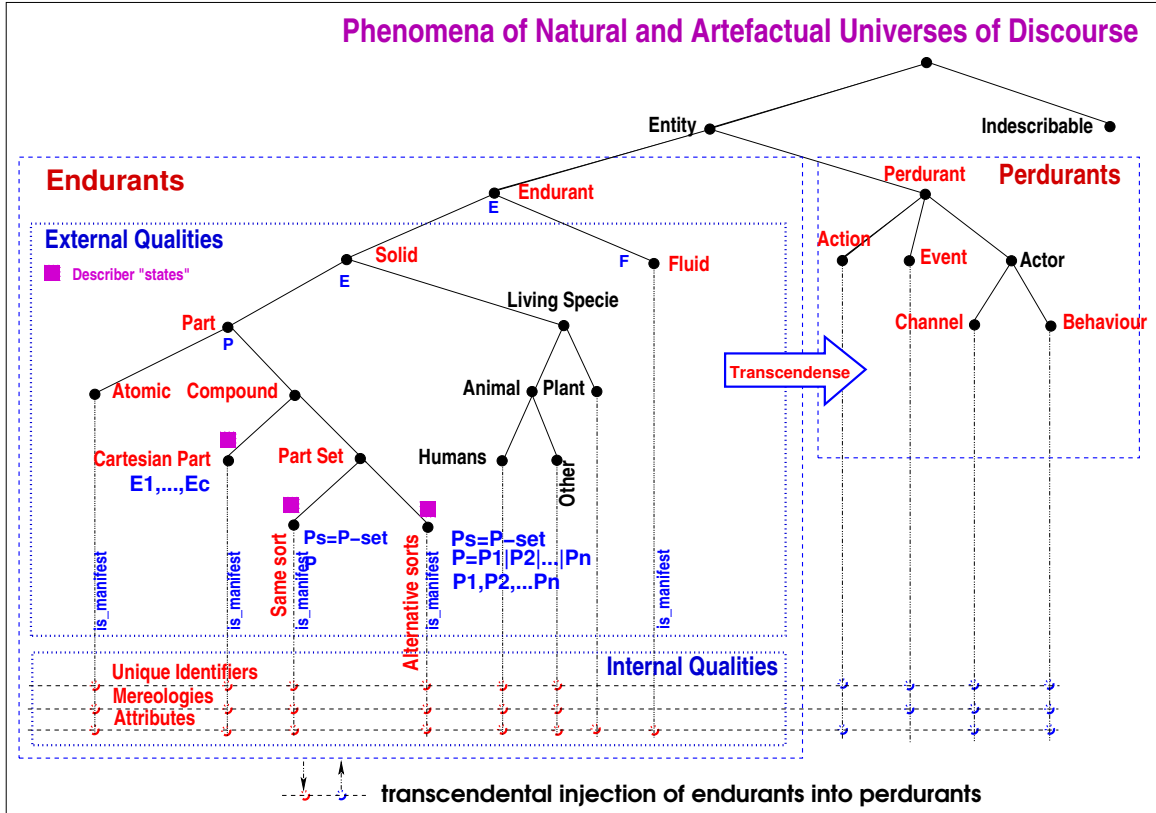 Phenomena of Natural and Artefactual Universes of Discourse
Entity
Indescribable
Endurants
Endurant
E
Perdurant
Perdurants
External Qualities
Describer "states"
Solid
E
F
Fluid
Action
Event
Actor
Living Specie
Part
P
Channel
Behaviour
Transcendense
Atomic
Compound
Animal
Plant
Cartesian Part
E1,...,Ec
Part Set
Humans
Other
Same sort
Ps=P-set
P
Alternative sorts
Ps=P-set
P=P1|P2|...|Pn
P1,P2,...Pn
is_manifest
is_manifest
is_manifest
is_manifest
is_manifest
Internal Qualities
Unique Identifiers
Mereologies
Attributes
transcendental injection of endurants into perdurants